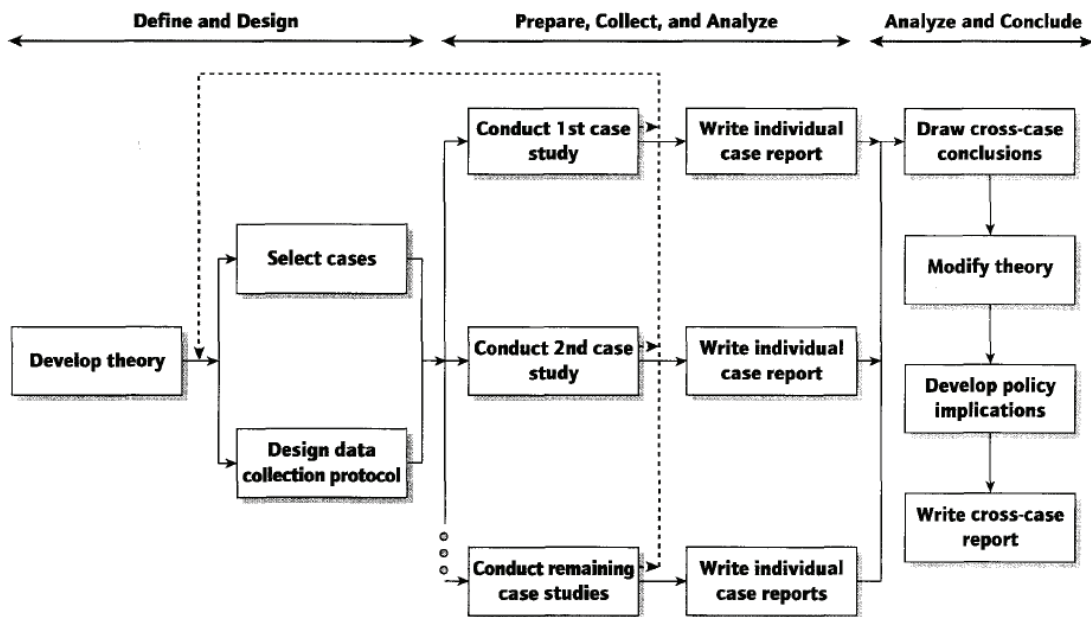 Define and Design
Prepare, Collect, and Analyze
Analyze and Conclude
Develop theory
Select cases
Design data
collection protocol
Conduct 1st case
study
Write individual
case report
Conduct 2nd case
study
Write individual
case report
Conduct remaining
case studies
Write individual
case reports
Draw cross-case
conclusions
Modify theory
Develop policy
implications
Write cross-case
report